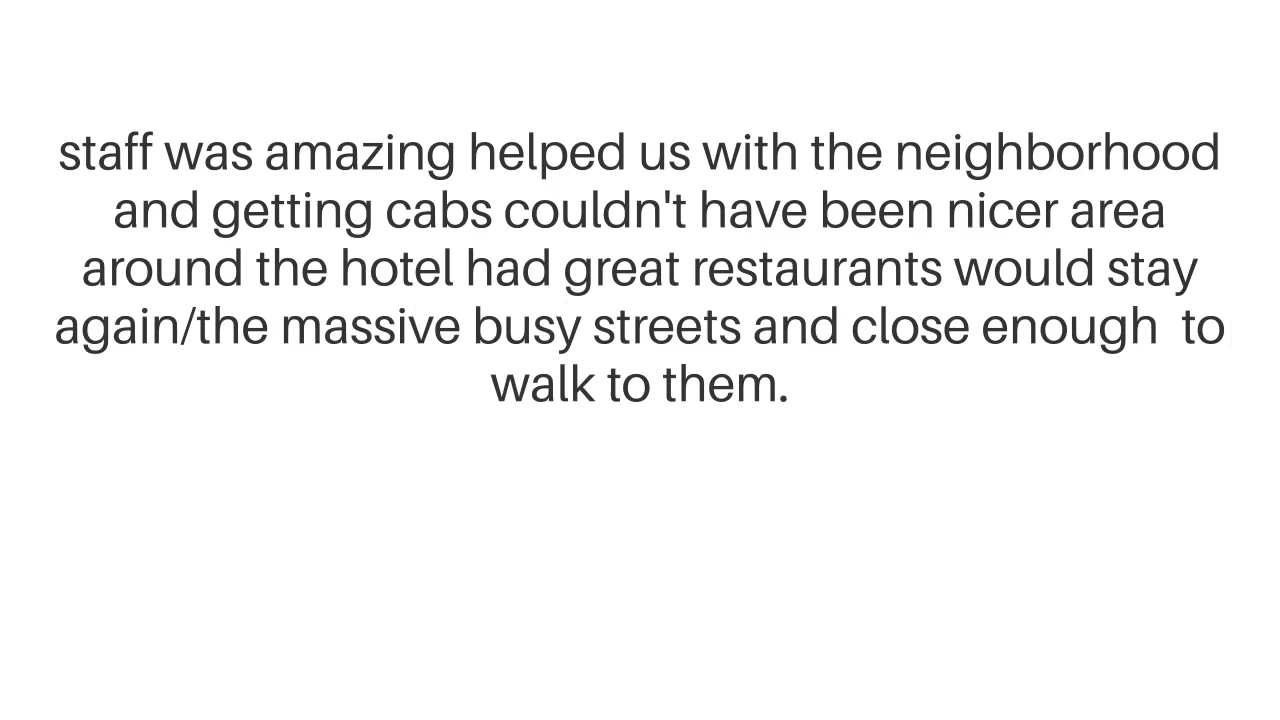 staff was amazing helped us with the neighborhood
and getting cabs couldn't have been nicer area
around the hotel had great restaurants would stay
again/the massive busy streets and close enough  to
walk to them.